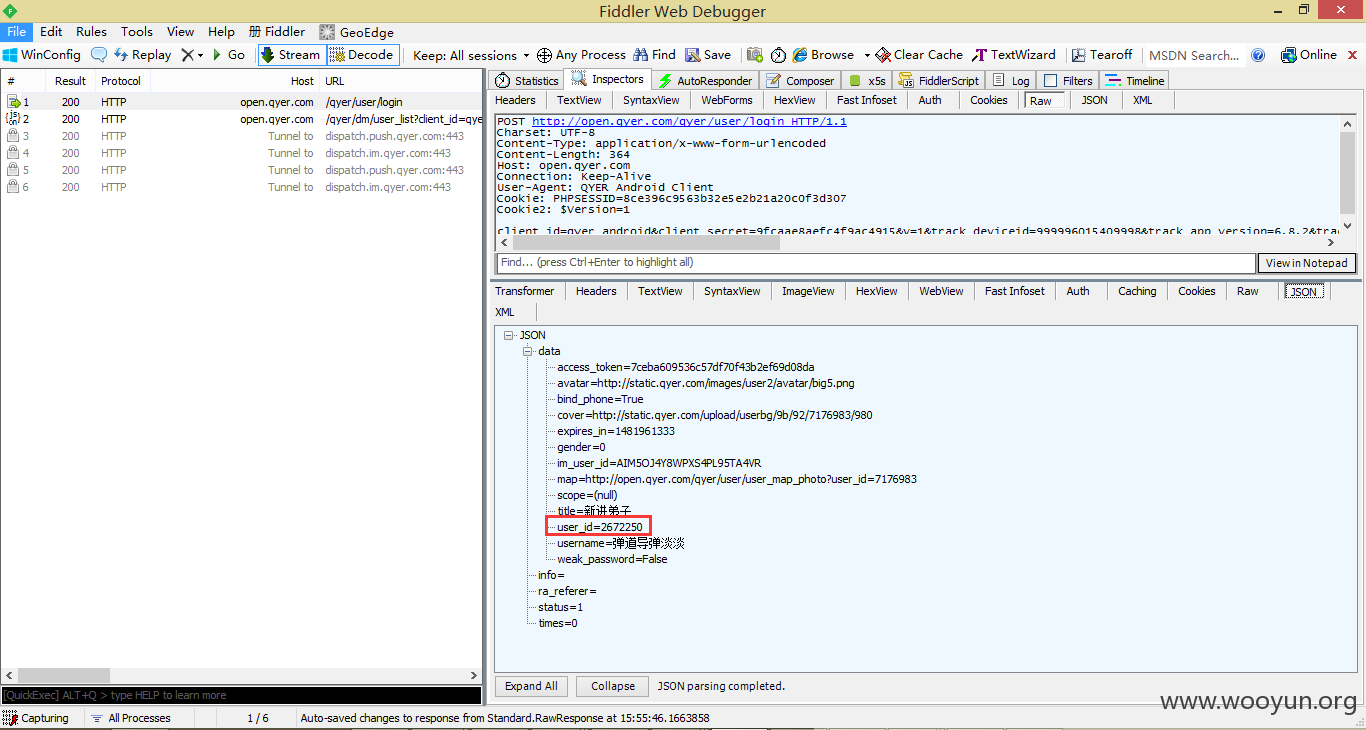 Fiddler Web Debugger
File Edit Rules Tools View Help Fiddler GeoEdge
WinConfig Replay Go Stream Decode Keep: All sessions Any Process Find Save Browse Clear Cache TextWizard Tearoff MSDN Search... Online
# Result Protocol Host URL
1 200 HTTP open.qyer.com /qyer/user/login
2 200 HTTP open.qyer.com /qyer/dm/user_list?client_id=qye
3 200 HTTP Tunnel to dispatch.push.qyer.com:443
4 200 HTTP Tunnel to dispatch.im.qyer.com:443
5 200 HTTP Tunnel to dispatch.push.qyer.com:443
6 200 HTTP Tunnel to dispatch.im.qyer.com:443
[QuickExec] ALT+Q > type HELP to learn more
Statistics Inspectors AutoResponder Composer x5s FiddlerScript Log Filters Timeline
Headers TextView SyntaxView WebForms HexView Fast Infoset Auth Cookies Raw JSON XML
POST http://open.qyer.com/qyer/user/login HTTP/1.1
Charset: UTF-8
Content-Type: application/x-www-form-urlencoded
Content-Length: 364
Host: open.qyer.com
Connection: Keep-Alive
User-Agent: QYER Android Client
Cookie: PHPSESSID=8ce396c9563b32e5e2b21a20c0f3d307
Cookie2: $Version=1
client_id=qyer_android&client_secret=9fcaae8aefc4f9ac4915&v=1&track_deviceid=999996015409998&track_app_version=6.8.2&tra
Find... (press Ctrl+Enter to highlight all) View in Notepad
Transformer Headers TextView SyntaxView ImageView HexView WebView Fast Infoset Auth Caching Cookies Raw JSON
XML
JSON
data
access_token=7ceba609536c57df70f43b2ef69d08da
avatar=http://static.qyer.com/images/user2/avatar/big5.png
bind_phone=True
cover=http://static.qyer.com/upload/userbg/9b/92/7176983/980
expires_in=1481961333
gender=0
im_user_id=AIM5OJ4Y8WPXS4PL95TA4VR
map=http://open.qyer.com/qyer/user/user_map_photo?user_id=7176983
scope=(null)
title=新进弟子
user_id=2672250
username=弹道导弹淡淡
weak_password=False
info=
ra_referer=
status=1
times=0
Expand All Collapse JSON parsing completed.
www.wooyun.org
Capturing All Processes 1 / 6 Auto-saved changes to response from Standard.RawResponse at 15:55:46.1663858